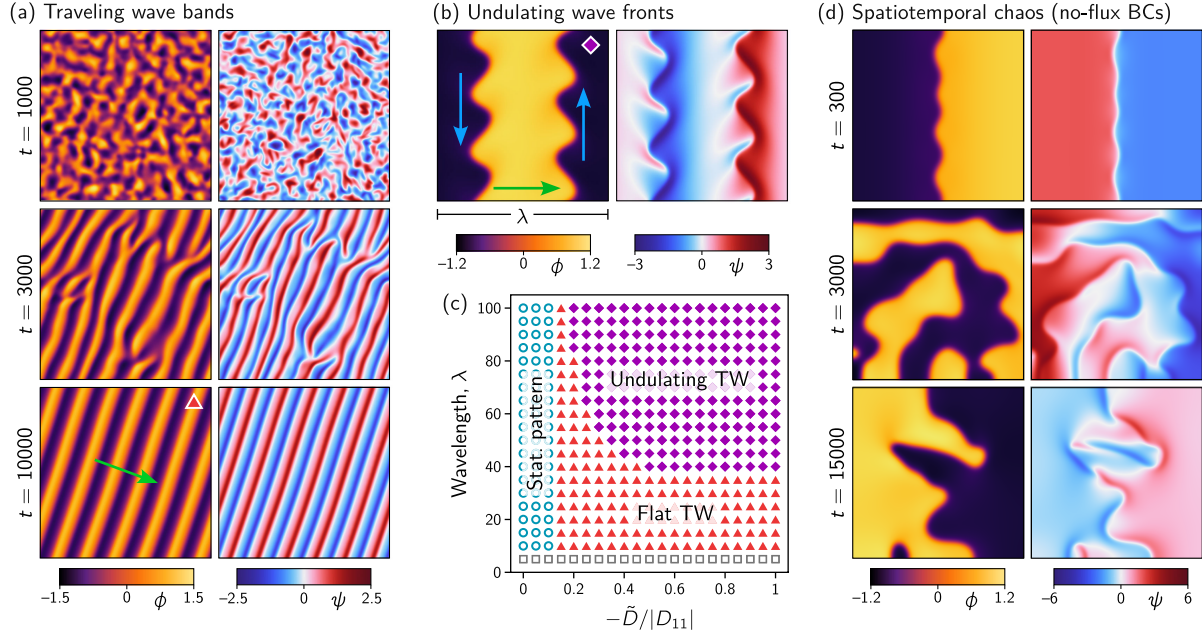 (a) Traveling wave bands
t = 1000
t = 3000
t = 10000
−1.5 0 ϕ 1.5
−2.5 0 ψ 2.5
(b) Undulating wave fronts
λ
−1.2 0 ϕ 1.2
−3 0 ψ 3
(c)
Wavelength, λ
100
80
60
40
20
0
Stat. pattern
Undulating TW
Flat TW
0 0.2 0.4 0.6 0.8 1
−D̃/|D₁₁|
(d) Spatiotemporal chaos (no-flux BCs)
t = 300
t = 3000
t = 15000
−1.2 0 ϕ 1.2
−6 0 ψ 6